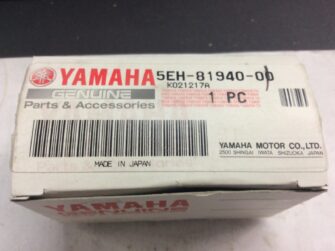 YAMAHA 5EH-81940-00
GENUINE K021217A
Parts & Accessories 1 PC
YAMAHA MOTOR CO., LTD.
MADE IN JAPAN 2500 SHINGAI IWATA SHIZUOKA JAPAN
YAMAHA
GENUINE